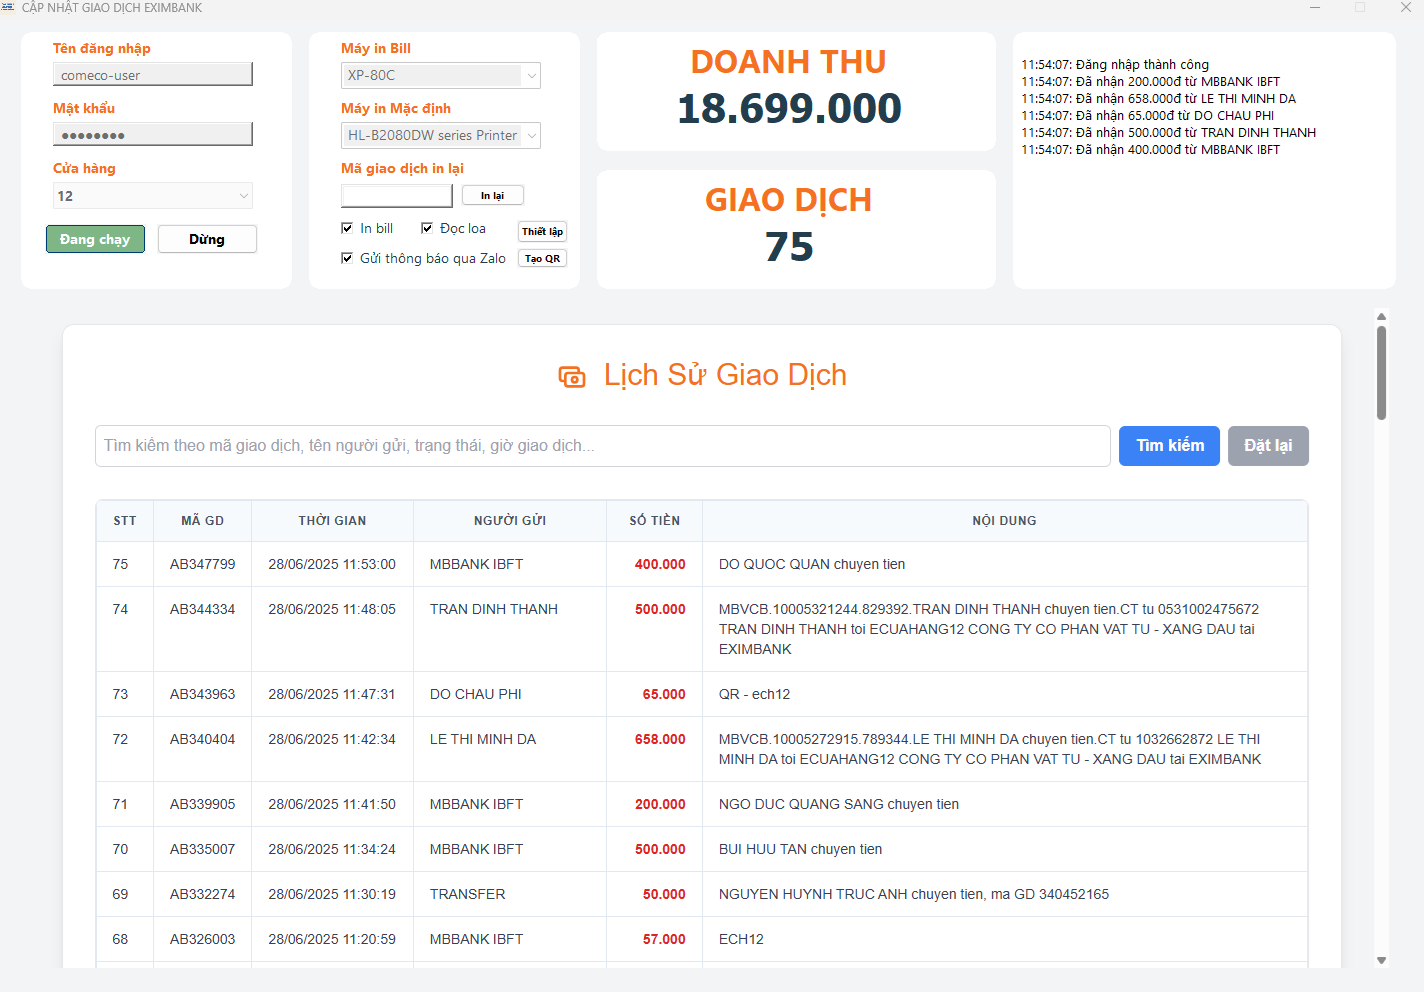 CẬP NHẬT GIAO DỊCH EXIMBANK
Tên đăng nhập
comeco-user
Mật khẩu
●●●●●●●●
Cửa hàng
12
Đang chạy
Dừng
Máy in Bill
XP-80C
Máy in Mặc định
HL-B2080DW series Printer
Mã giao dịch in lại
In lại
In bill
Đọc loa
Thiết lập
Gửi thông báo qua Zalo
Tạo QR
DOANH THU
18.699.000
GIAO DỊCH
75
11:54:07: Đăng nhập thành công
11:54:07: Đã nhận 200.000đ từ MBBANK IBFT
11:54:07: Đã nhận 658.000đ từ LE THI MINH DA
11:54:07: Đã nhận 65.000đ từ DO CHAU PHI
11:54:07: Đã nhận 500.000đ từ TRAN DINH THANH
11:54:07: Đã nhận 400.000đ từ MBBANK IBFT
Lịch Sử Giao Dịch
Tìm kiếm theo mã giao dịch, tên người gửi, trạng thái, giờ giao dịch...
Tìm kiếm
Đặt lại
STT MÃ GD THỜI GIAN NGƯỜI GỬI SỐ TIỀN NỘI DUNG
75 AB347799 28/06/2025 11:53:00 MBBANK IBFT 400.000 DO QUOC QUAN chuyen tien
74 AB344334 28/06/2025 11:48:05 TRAN DINH THANH 500.000 MBVCB.10005321244.829392.TRAN DINH THANH chuyen tien.CT tu 0531002475672
TRAN DINH THANH toi ECUAHANG12 CONG TY CO PHAN VAT TU - XANG DAU tai
EXIMBANK
73 AB343963 28/06/2025 11:47:31 DO CHAU PHI 65.000 QR - ech12
72 AB340404 28/06/2025 11:42:34 LE THI MINH DA 658.000 MBVCB.10005272915.789344.LE THI MINH DA chuyen tien.CT tu 1032662872 LE THI
MINH DA toi ECUAHANG12 CONG TY CO PHAN VAT TU - XANG DAU tai EXIMBANK
71 AB339905 28/06/2025 11:41:50 MBBANK IBFT 200.000 NGO DUC QUANG SANG chuyen tien
70 AB335007 28/06/2025 11:34:24 MBBANK IBFT 500.000 BUI HUU TAN chuyen tien
69 AB332274 28/06/2025 11:30:19 TRANSFER 50.000 NGUYEN HUYNH TRUC ANH chuyen tien, ma GD 340452165
68 AB326003 28/06/2025 11:20:59 MBBANK IBFT 57.000 ECH12